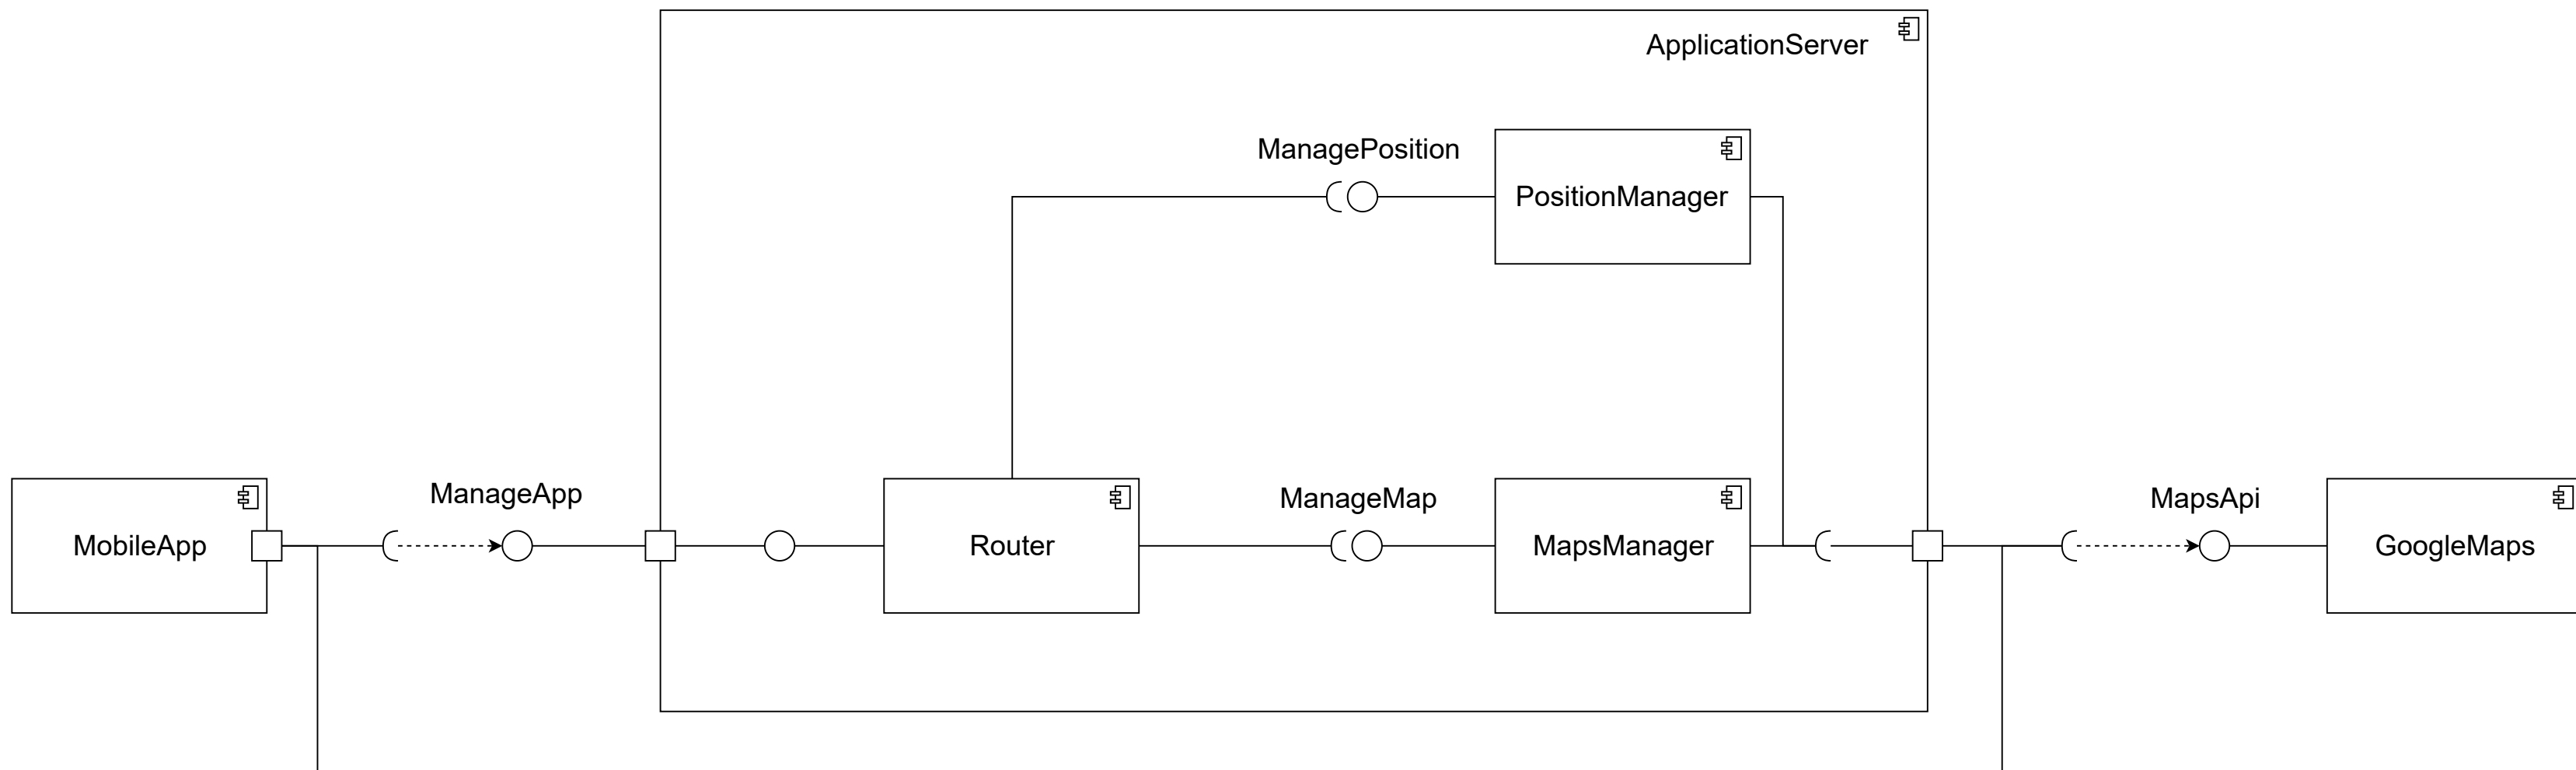 ApplicationServer
ManagePosition
PositionManager
ManageApp
ManageMap
MapsApi
MobileApp
Router
MapsManager
GoogleMaps